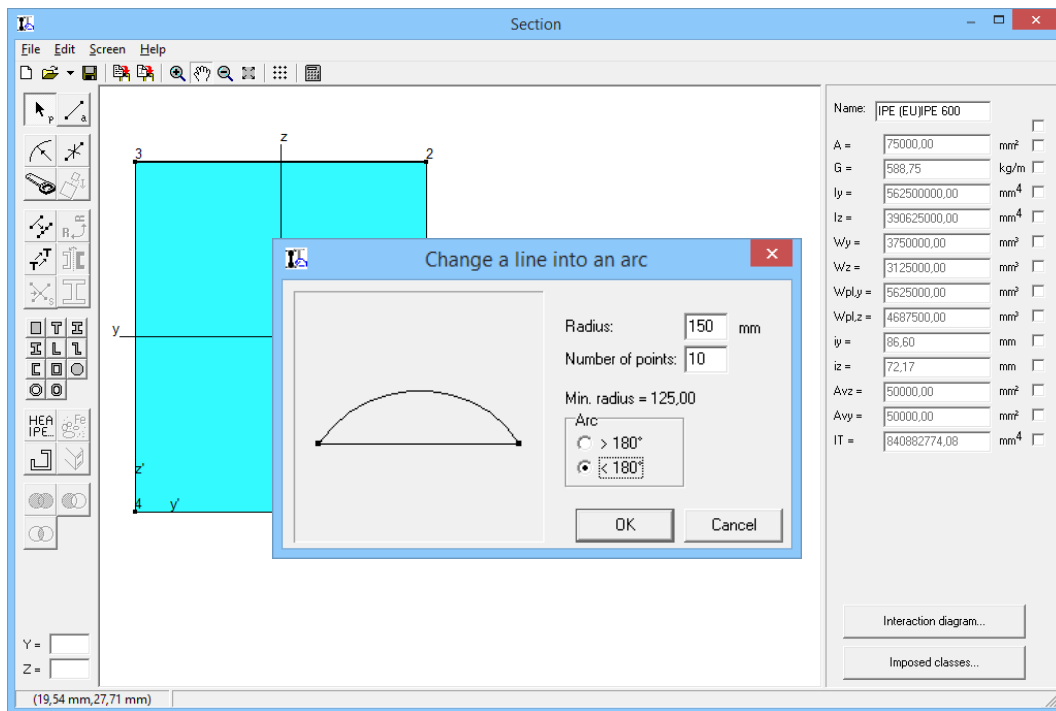 Section
File Edit Screen Help
P
a
R
T
T
S
T
L
HEA
IPE...
Fe
z
3
2
y
z'
4
y'
Change a line into an arc
Radius: 150 mm
Number of points: 10
Min. radius = 125,00
Arc
> 180°
< 180°
OK Cancel
Name: IPE (EU)IPE 600
A = 75000,00 mm²
G = 588,75 kg/m
Iy = 562500000,00 mm4
Iz = 390625000,00 mm4
Wy = 3750000,00 mm³
Wz = 3125000,00 mm³
Wpl,y = 5625000,00 mm³
Wpl,z = 4687500,00 mm³
iy = 86,60 mm
iz = 72,17 mm
Avz = 50000,00 mm²
Avy = 50000,00 mm²
IT = 840882774,08 mm4
Interaction diagram...
Imposed classes...
Y =
Z =
(19,54 mm,27,71 mm)